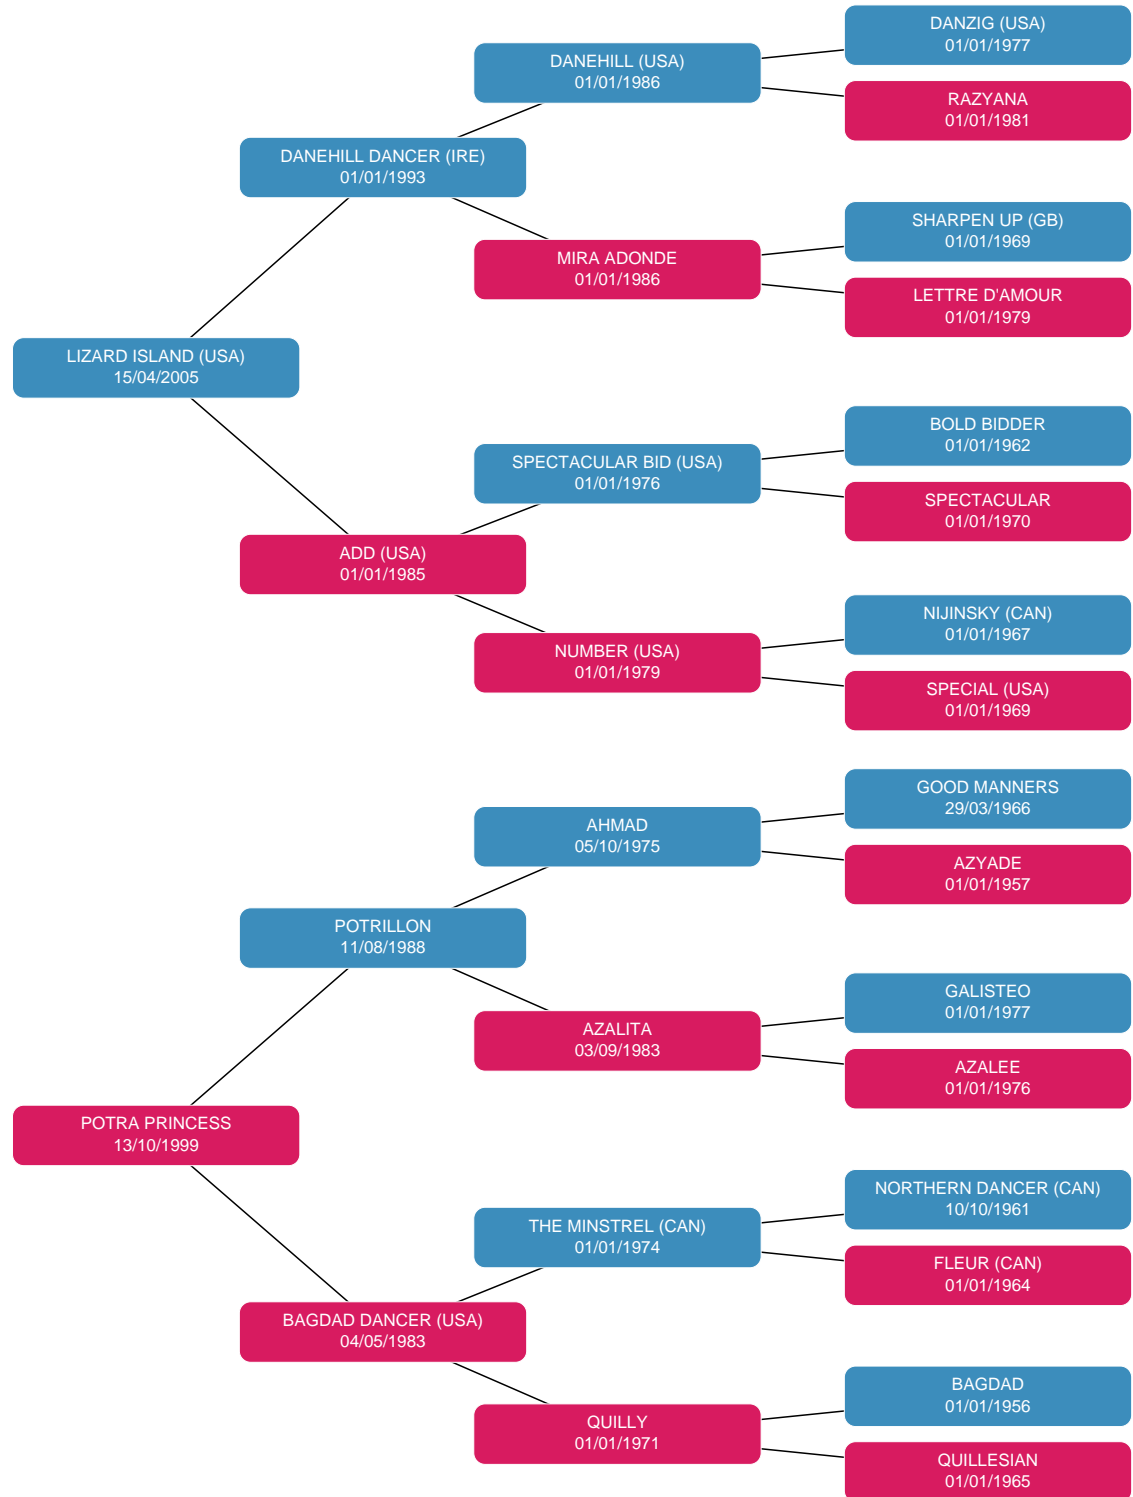 DANZIG (USA)
01/01/1977
DANEHILL (USA)
01/01/1986
RAZYANA
01/01/1981
DANEHILL DANCER (IRE)
01/01/1993
SHARPEN UP (GB)
01/01/1969
MIRA ADONDE
01/01/1986
LETTRE D'AMOUR
01/01/1979
LIZARD ISLAND (USA)
15/04/2005
BOLD BIDDER
01/01/1962
SPECTACULAR BID (USA)
01/01/1976
SPECTACULAR
01/01/1970
ADD (USA)
01/01/1985
NIJINSKY (CAN)
01/01/1967
NUMBER (USA)
01/01/1979
SPECIAL (USA)
01/01/1969
GOOD MANNERS
29/03/1966
AHMAD
05/10/1975
AZYADE
01/01/1957
POTRILLON
11/08/1988
GALISTEO
01/01/1977
AZALITA
03/09/1983
AZALEE
01/01/1976
POTRA PRINCESS
13/10/1999
NORTHERN DANCER (CAN)
10/10/1961
THE MINSTREL (CAN)
01/01/1974
FLEUR (CAN)
01/01/1964
BAGDAD DANCER (USA)
04/05/1983
BAGDAD
01/01/1956
QUILLY
01/01/1971
QUILLESIAN
01/01/1965